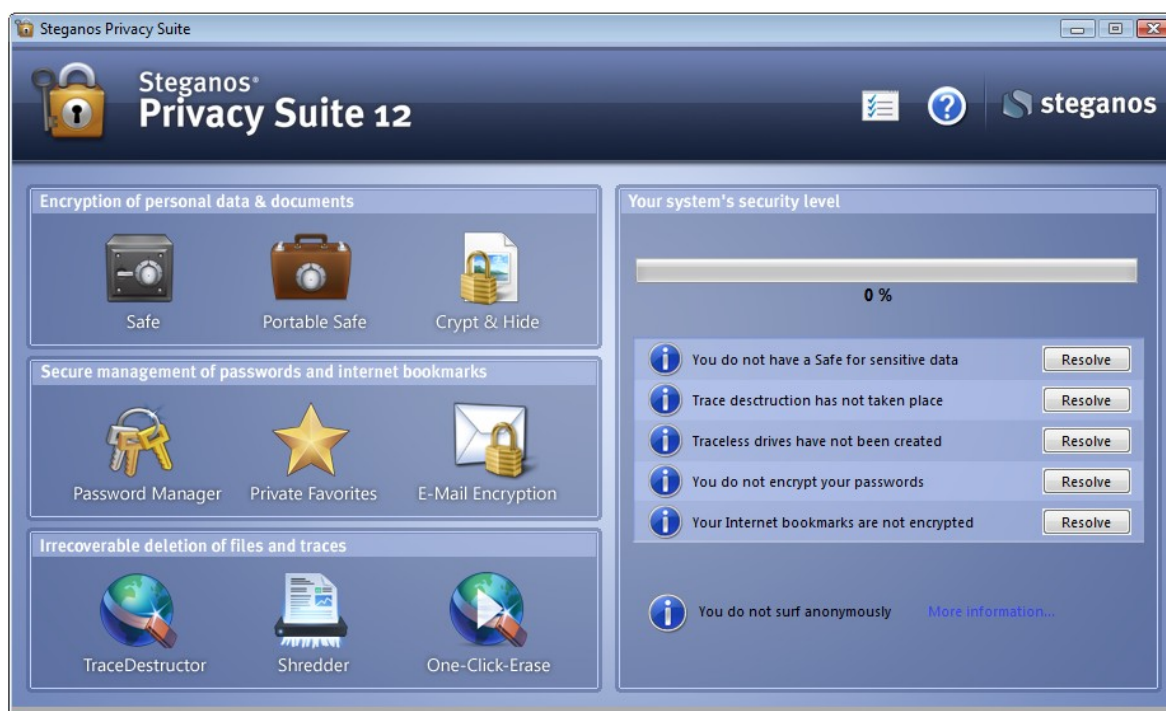 Steganos Privacy Suite
Steganos®
Privacy Suite 12
steganos
Encryption of personal data & documents
Safe
Portable Safe
Crypt & Hide
Secure management of passwords and internet bookmarks
Password Manager
Private Favorites
E-Mail Encryption
Irrecoverable deletion of files and traces
TraceDestructor
Shredder
One-Click-Erase
Your system's security level
0 %
You do not have a Safe for sensitive data
Resolve
Trace desctruction has not taken place
Resolve
Traceless drives have not been created
Resolve
You do not encrypt your passwords
Resolve
Your Internet bookmarks are not encrypted
Resolve
You do not surf anonymously
More information...